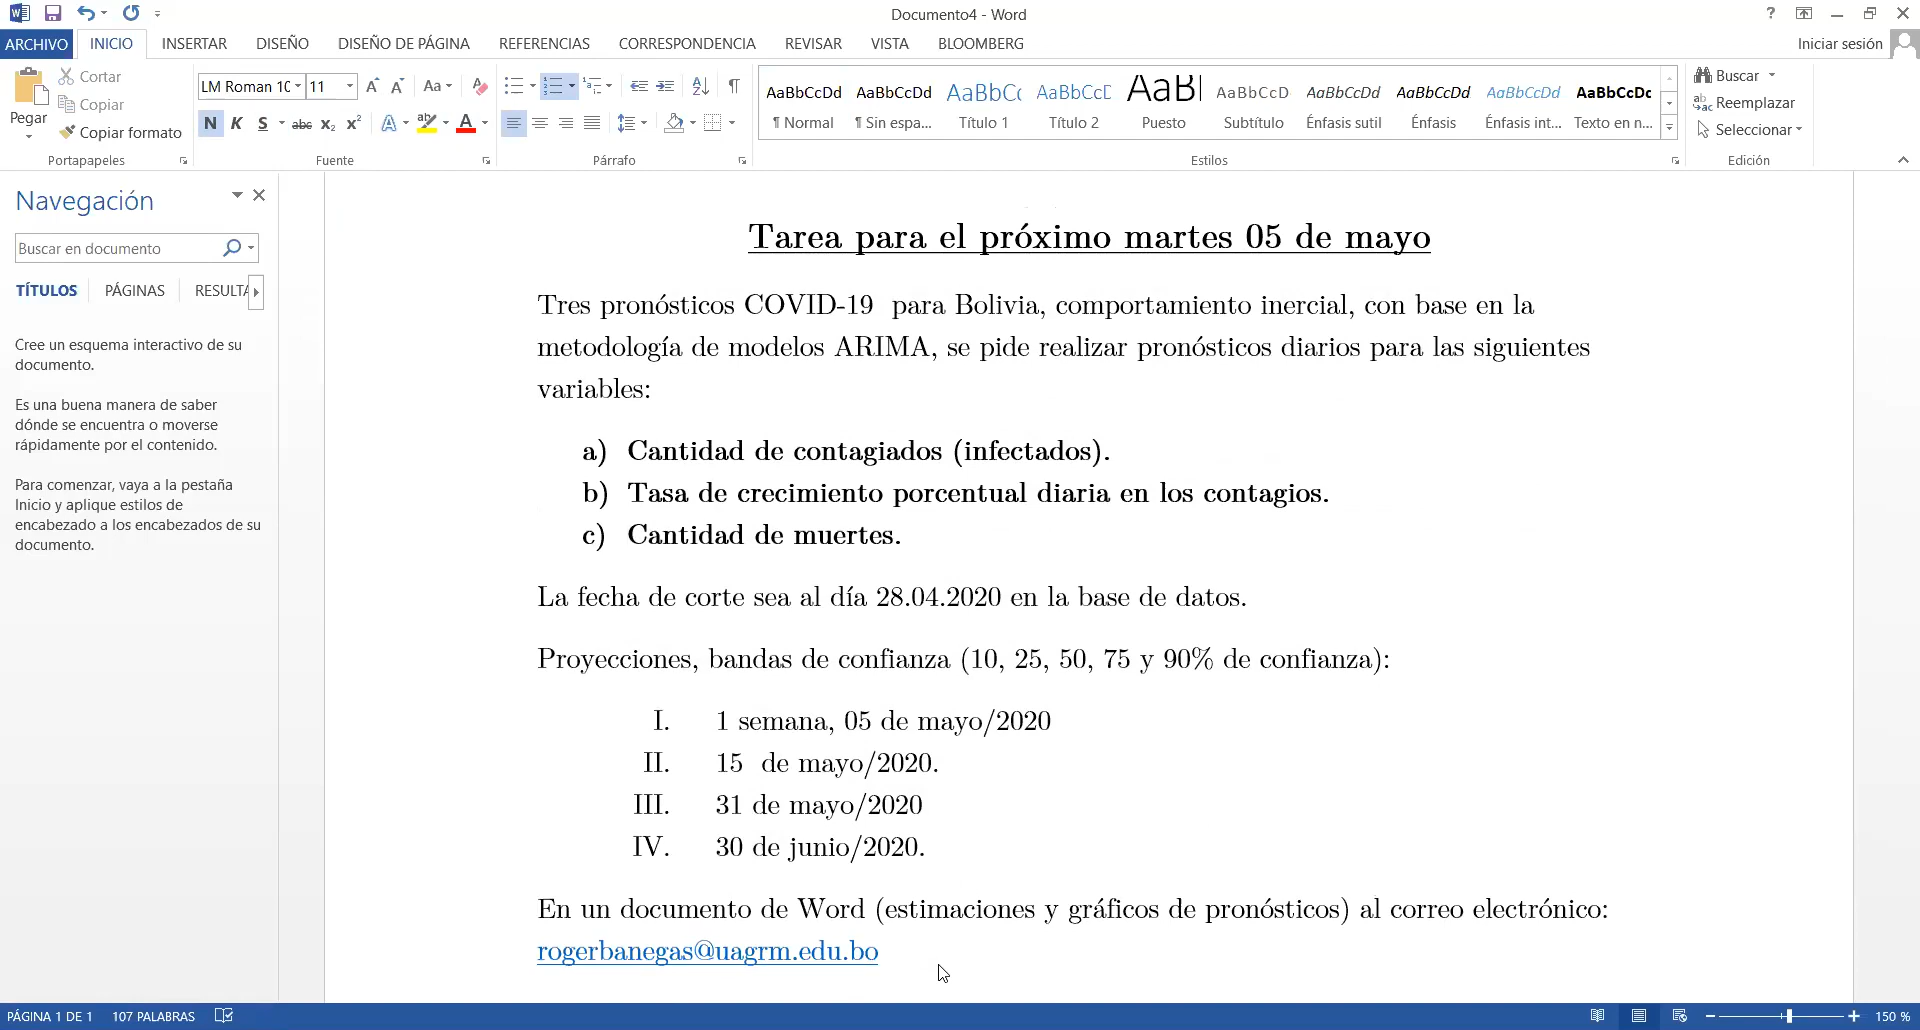 Documento4 - Word
ARCHIVO INICIO INSERTAR DISEÑO DISEÑO DE PÁGINA REFERENCIAS CORRESPONDENCIA REVISAR VISTA BLOOMBERG Iniciar sesión
Pegar
Cortar
Copiar
Copiar formato
Portapapeles
LM Roman 10 11
Fuente
Párrafo
AaBbCcDd AaBbCcDd AaBbCc AaBbCcD AaBl AaBbCcD AaBbCcDd AaBbCcDd AaBbCcDd AaBbCcDc
¶ Normal ¶ Sin espa... Título 1 Título 2 Puesto Subtítulo Énfasis sutil Énfasis Énfasis int... Texto en n...
Estilos
Buscar
Reemplazar
Seleccionar
Edición
Navegación
Buscar en documento
TÍTULOS PÁGINAS RESULTA
Cree un esquema interactivo de su
documento.
Es una buena manera de saber
dónde se encuentra o moverse
rápidamente por el contenido.
Para comenzar, vaya a la pestaña
Inicio y aplique estilos de
encabezado a los encabezados de su
documento.
Tarea para el próximo martes 05 de mayo
Tres pronósticos COVID-19 para Bolivia, comportamiento inercial, con base en la
metodología de modelos ARIMA, se pide realizar pronósticos diarios para las siguientes
variables:
a) Cantidad de contagiados (infectados).
b) Tasa de crecimiento porcentual diaria en los contagios.
c) Cantidad de muertes.
La fecha de corte sea al día 28.04.2020 en la base de datos.
Proyecciones, bandas de confianza (10, 25, 50, 75 y 90% de confianza):
I. 1 semana, 05 de mayo/2020
II. 15 de mayo/2020.
III. 31 de mayo/2020
IV. 30 de junio/2020.
En un documento de Word (estimaciones y gráficos de pronósticos) al correo electrónico:
rogerbanegas@uagrm.edu.bo
PÁGINA 1 DE 1 107 PALABRAS 150 %